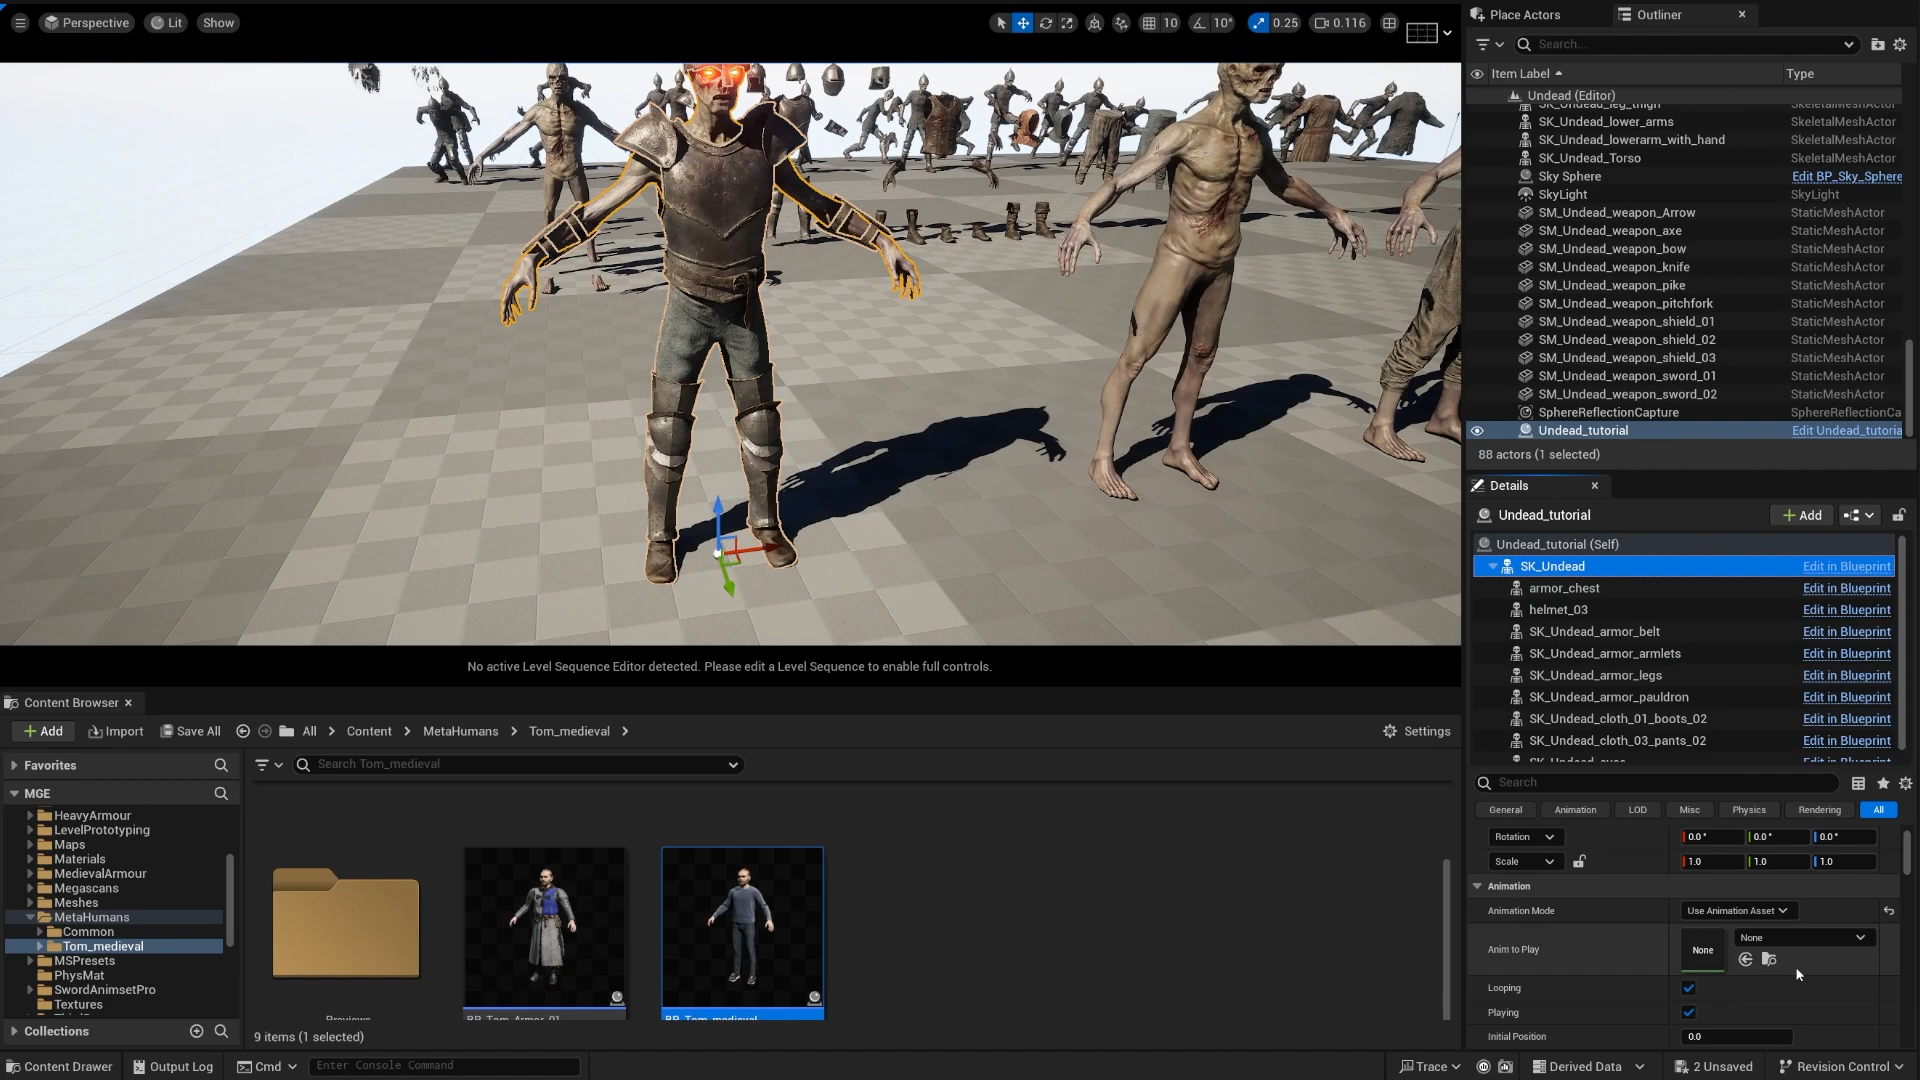 Perspective
Lit
Show
10
10°
0.25
0.116
Place Actors
Outliner
Search...
Item Label
Type
Undead (Editor)
SK_Undead_leg_thigh SkeletalMeshActor
SK_Undead_lower_arms SkeletalMeshActor
SK_Undead_lowerarm_with_hand SkeletalMeshActor
SK_Undead_Torso SkeletalMeshActor
Sky Sphere Edit BP_Sky_Sphere
SkyLight SkyLight
SM_Undead_weapon_Arrow StaticMeshActor
SM_Undead_weapon_axe StaticMeshActor
SM_Undead_weapon_bow StaticMeshActor
SM_Undead_weapon_knife StaticMeshActor
SM_Undead_weapon_pike StaticMeshActor
SM_Undead_weapon_pitchfork StaticMeshActor
SM_Undead_weapon_shield_01 StaticMeshActor
SM_Undead_weapon_shield_02 StaticMeshActor
SM_Undead_weapon_shield_03 StaticMeshActor
SM_Undead_weapon_sword_01 StaticMeshActor
SM_Undead_weapon_sword_02 StaticMeshActor
SphereReflectionCapture SphereReflectionCa
Undead_tutorial Edit Undead_tutoria
88 actors (1 selected)
Details
Undead_tutorial
Add
Undead_tutorial (Self)
SK_Undead Edit in Blueprint
armor_chest Edit in Blueprint
helmet_03 Edit in Blueprint
SK_Undead_armor_belt Edit in Blueprint
SK_Undead_armor_armlets Edit in Blueprint
SK_Undead_armor_legs Edit in Blueprint
SK_Undead_armor_pauldron Edit in Blueprint
SK_Undead_cloth_01_boots_02 Edit in Blueprint
SK_Undead_cloth_03_pants_02 Edit in Blueprint
Search
General Animation LOD Misc Physics Rendering All
Rotation 0.0° 0.0° 0.0°
Scale 1.0 1.0 1.0
Animation
Animation Mode Use Animation Asset
Anim to Play None None
Looping
Playing
Initial Position 0.0
No active Level Sequence Editor detected. Please edit a Level Sequence to enable full controls.
Content Browser
Add Import Save All All Content MetaHumans Tom_medieval Settings
Favorites
Search Tom_medieval
MGE
HeavyArmour
LevelPrototyping
Maps
Materials
MedievalArmour
Megascans
Meshes
MetaHumans
Common
Tom_medieval
MSPresets
PhysMat
SwordAnimsetPro
Textures
Collections
Previews
BP_Tom_Armor_01
BP_Tom_medieval
9 items (1 selected)
Content Drawer Output Log Cmd Enter Console Command Trace Derived Data 2 Unsaved Revision Control